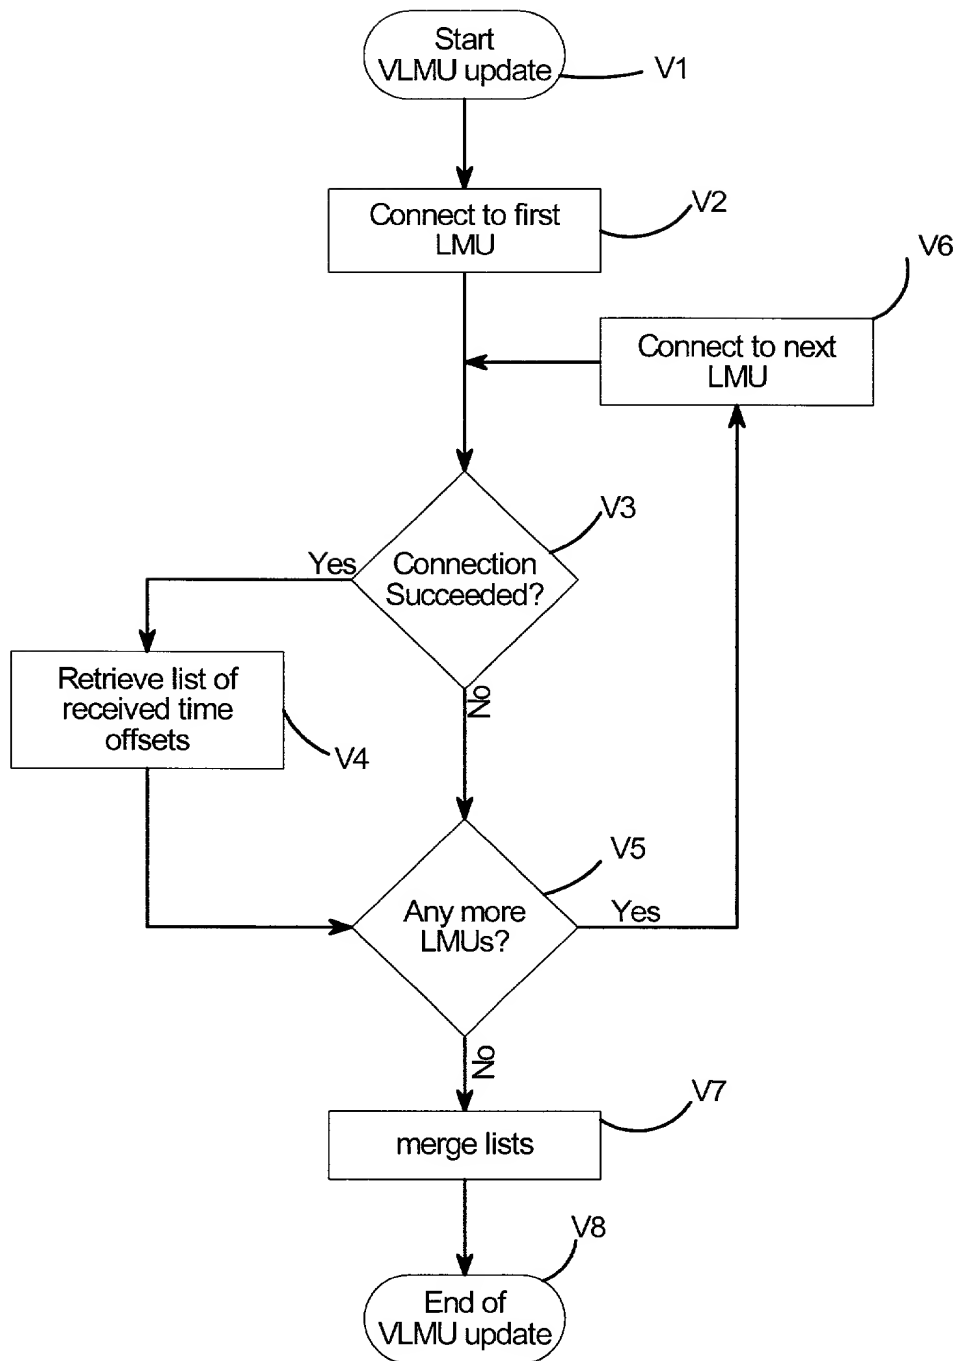 Start
VLMU update
V1
Connect to first
LMU
V2
V6
Connect to next
LMU
V3
Connection
Succeeded?
Yes
No
Retrieve list of
received time
offsets
V4
V5
Any more
LMUs?
Yes
No
V7
merge lists
V8
End of
VLMU update